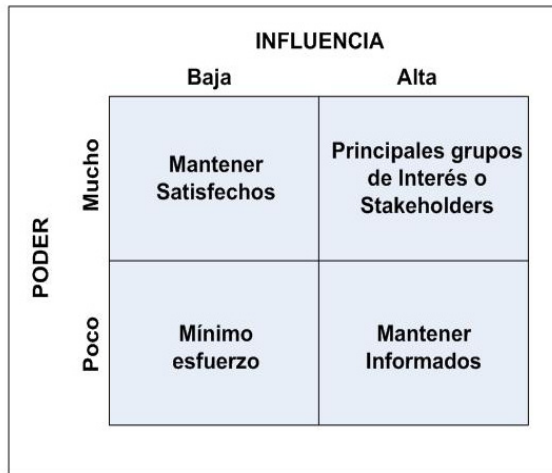 INFLUENCIA
Baja
Alta
PODER
Mucho
Mantener
Satisfechos
Principales grupos
de Interés o
Stakeholders
Poco
Mínimo
esfuerzo
Mantener
Informados